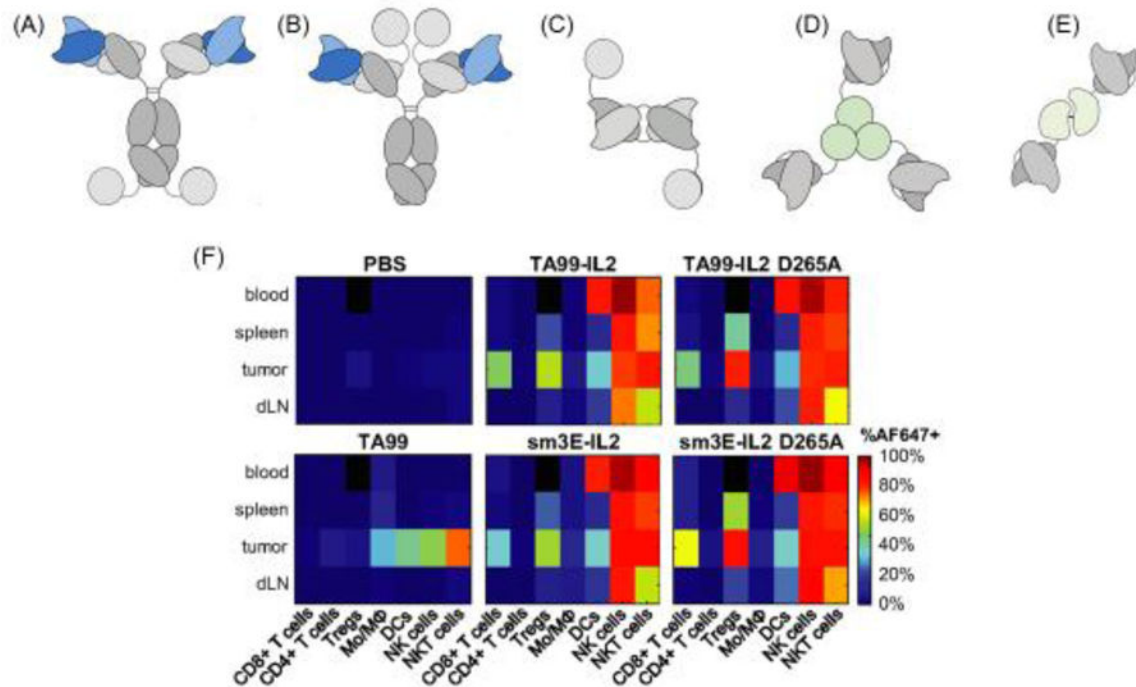 (A) (B) (C) (D) (E)
(F)
PBS TA99-IL2 TA99-IL2 D265A
blood
spleen
tumor
dLN
%AF647+
TA99 sm3E-IL2 sm3E-IL2 D265A
blood
spleen
tumor
dLN
100%
80%
60%
40%
20%
0%
CD8+ T cells
CD4+ T cells
Tregs
Mo/MΦ
DCs
NK cells
NKT cells
CD8+ T cells
CD4+ T cells
Tregs
Mo/MΦ
DCs
NK cells
NKT cells
CD8+ T cells
CD4+ T cells
Tregs
Mo/MΦ
DCs
NK cells
NKT cells